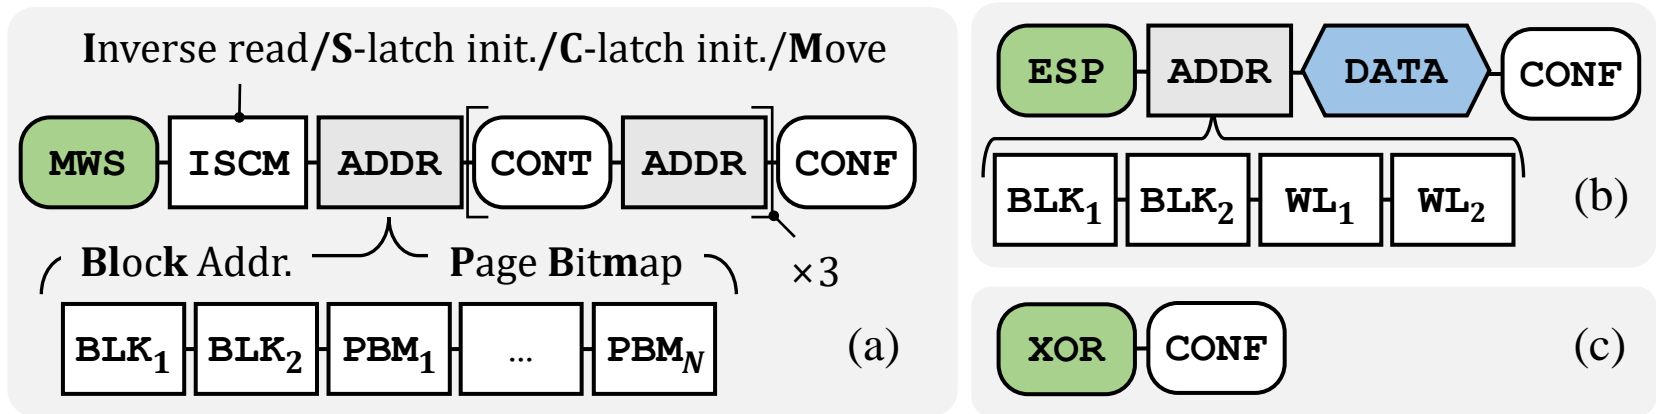 Inverse read/S-latch init./C-latch init./Move
MWS ISCM ADDR CONT ADDR CONF
×3
Block Addr. Page Bitmap
BLK₁ BLK₂ PBM₁ ... PBM_N
(a)
ESP ADDR DATA CONF
BLK₁ BLK₂ WL₁ WL₂
(b)
XOR CONF
(c)